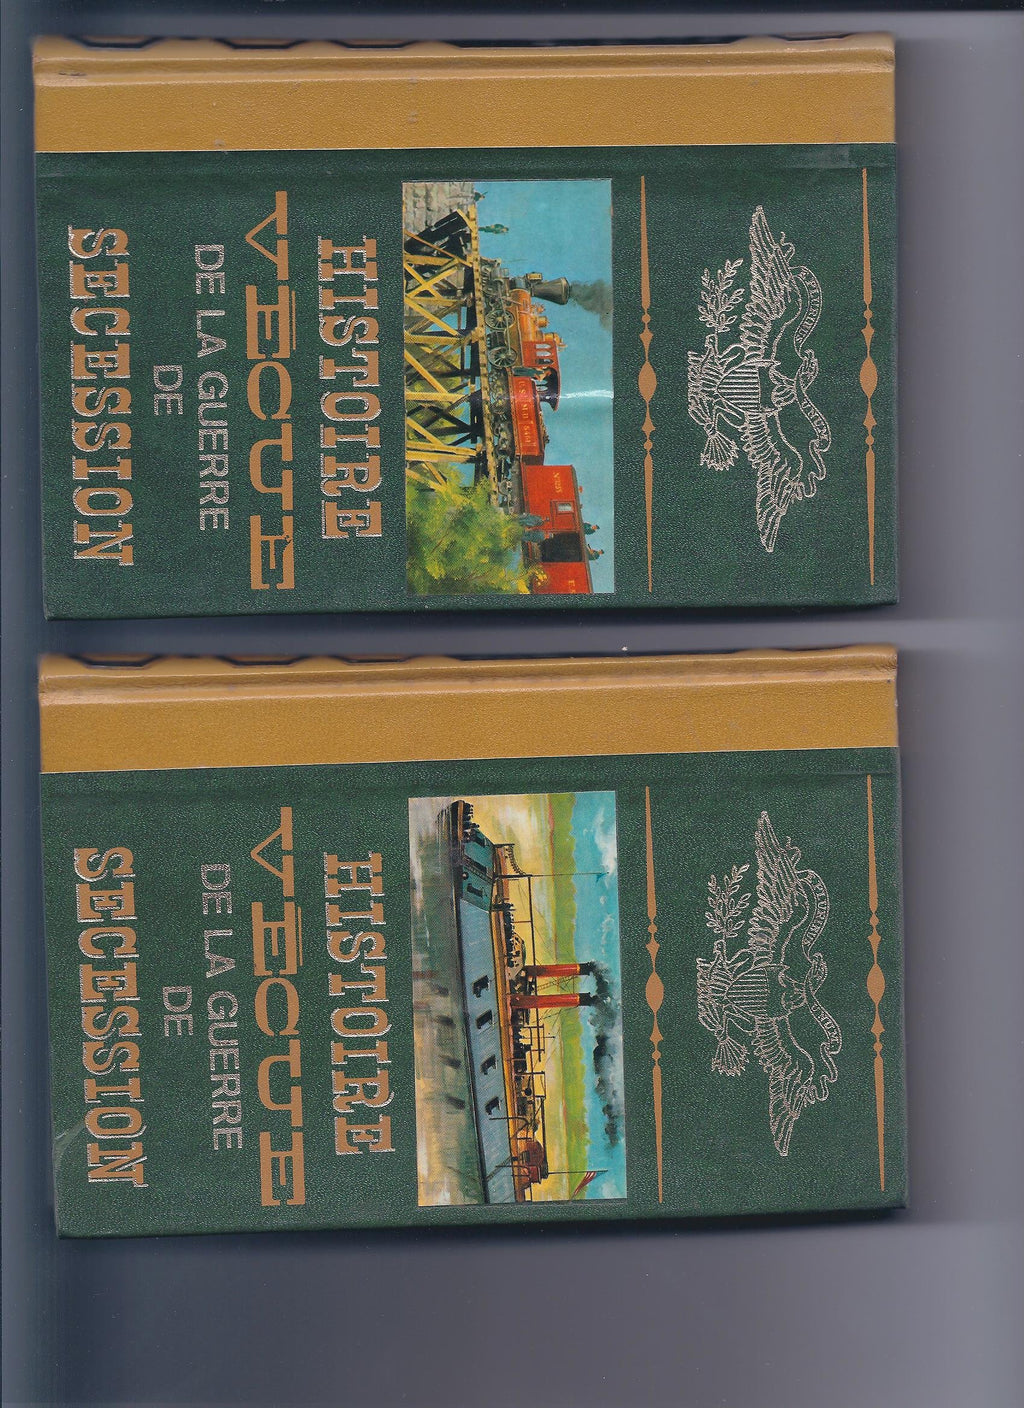 HISTOIRE
VÉCUE
DE LA GUERRE
DE
SECESSION
HISTOIRE
VÉCUE
DE LA GUERRE
DE
SECESSION